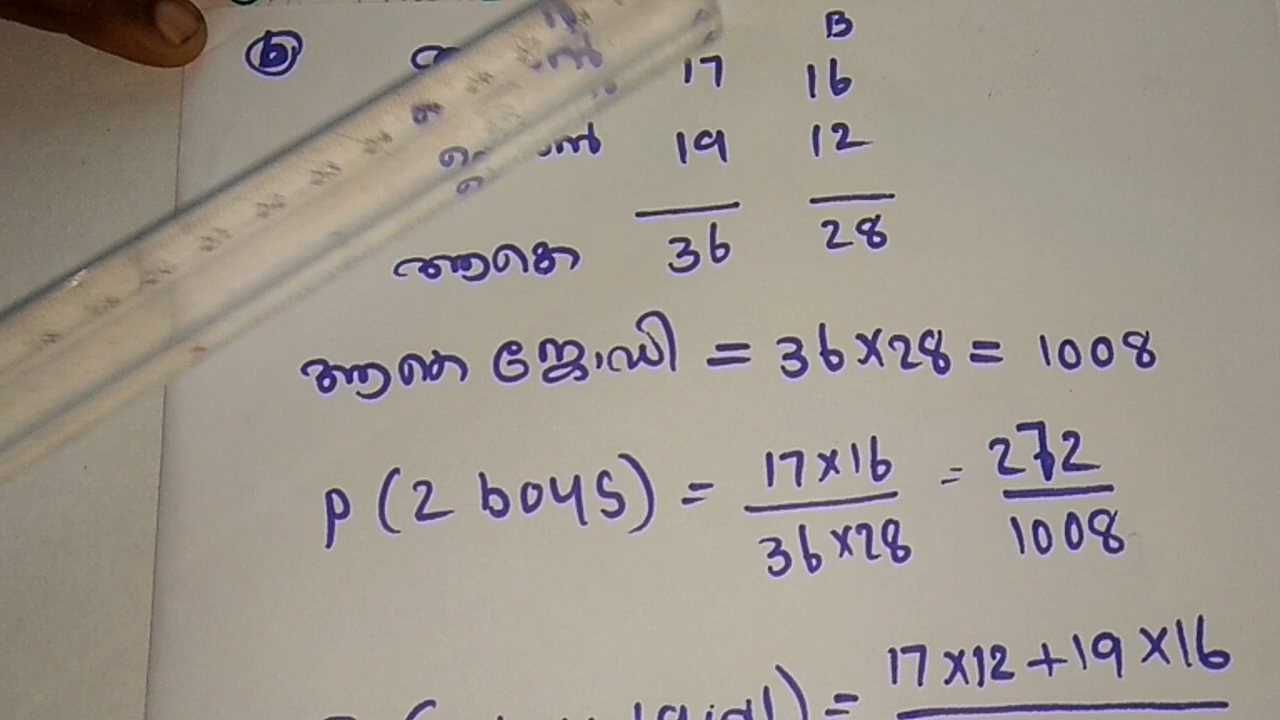 B
(b) 17 16
19 12
ആകെ 36 28
ആകെ ജോഡി = 36×28 = 1008
P (2 boys) = 17×16 / 36×28 = 272 / 1008
17×12+19×16
=